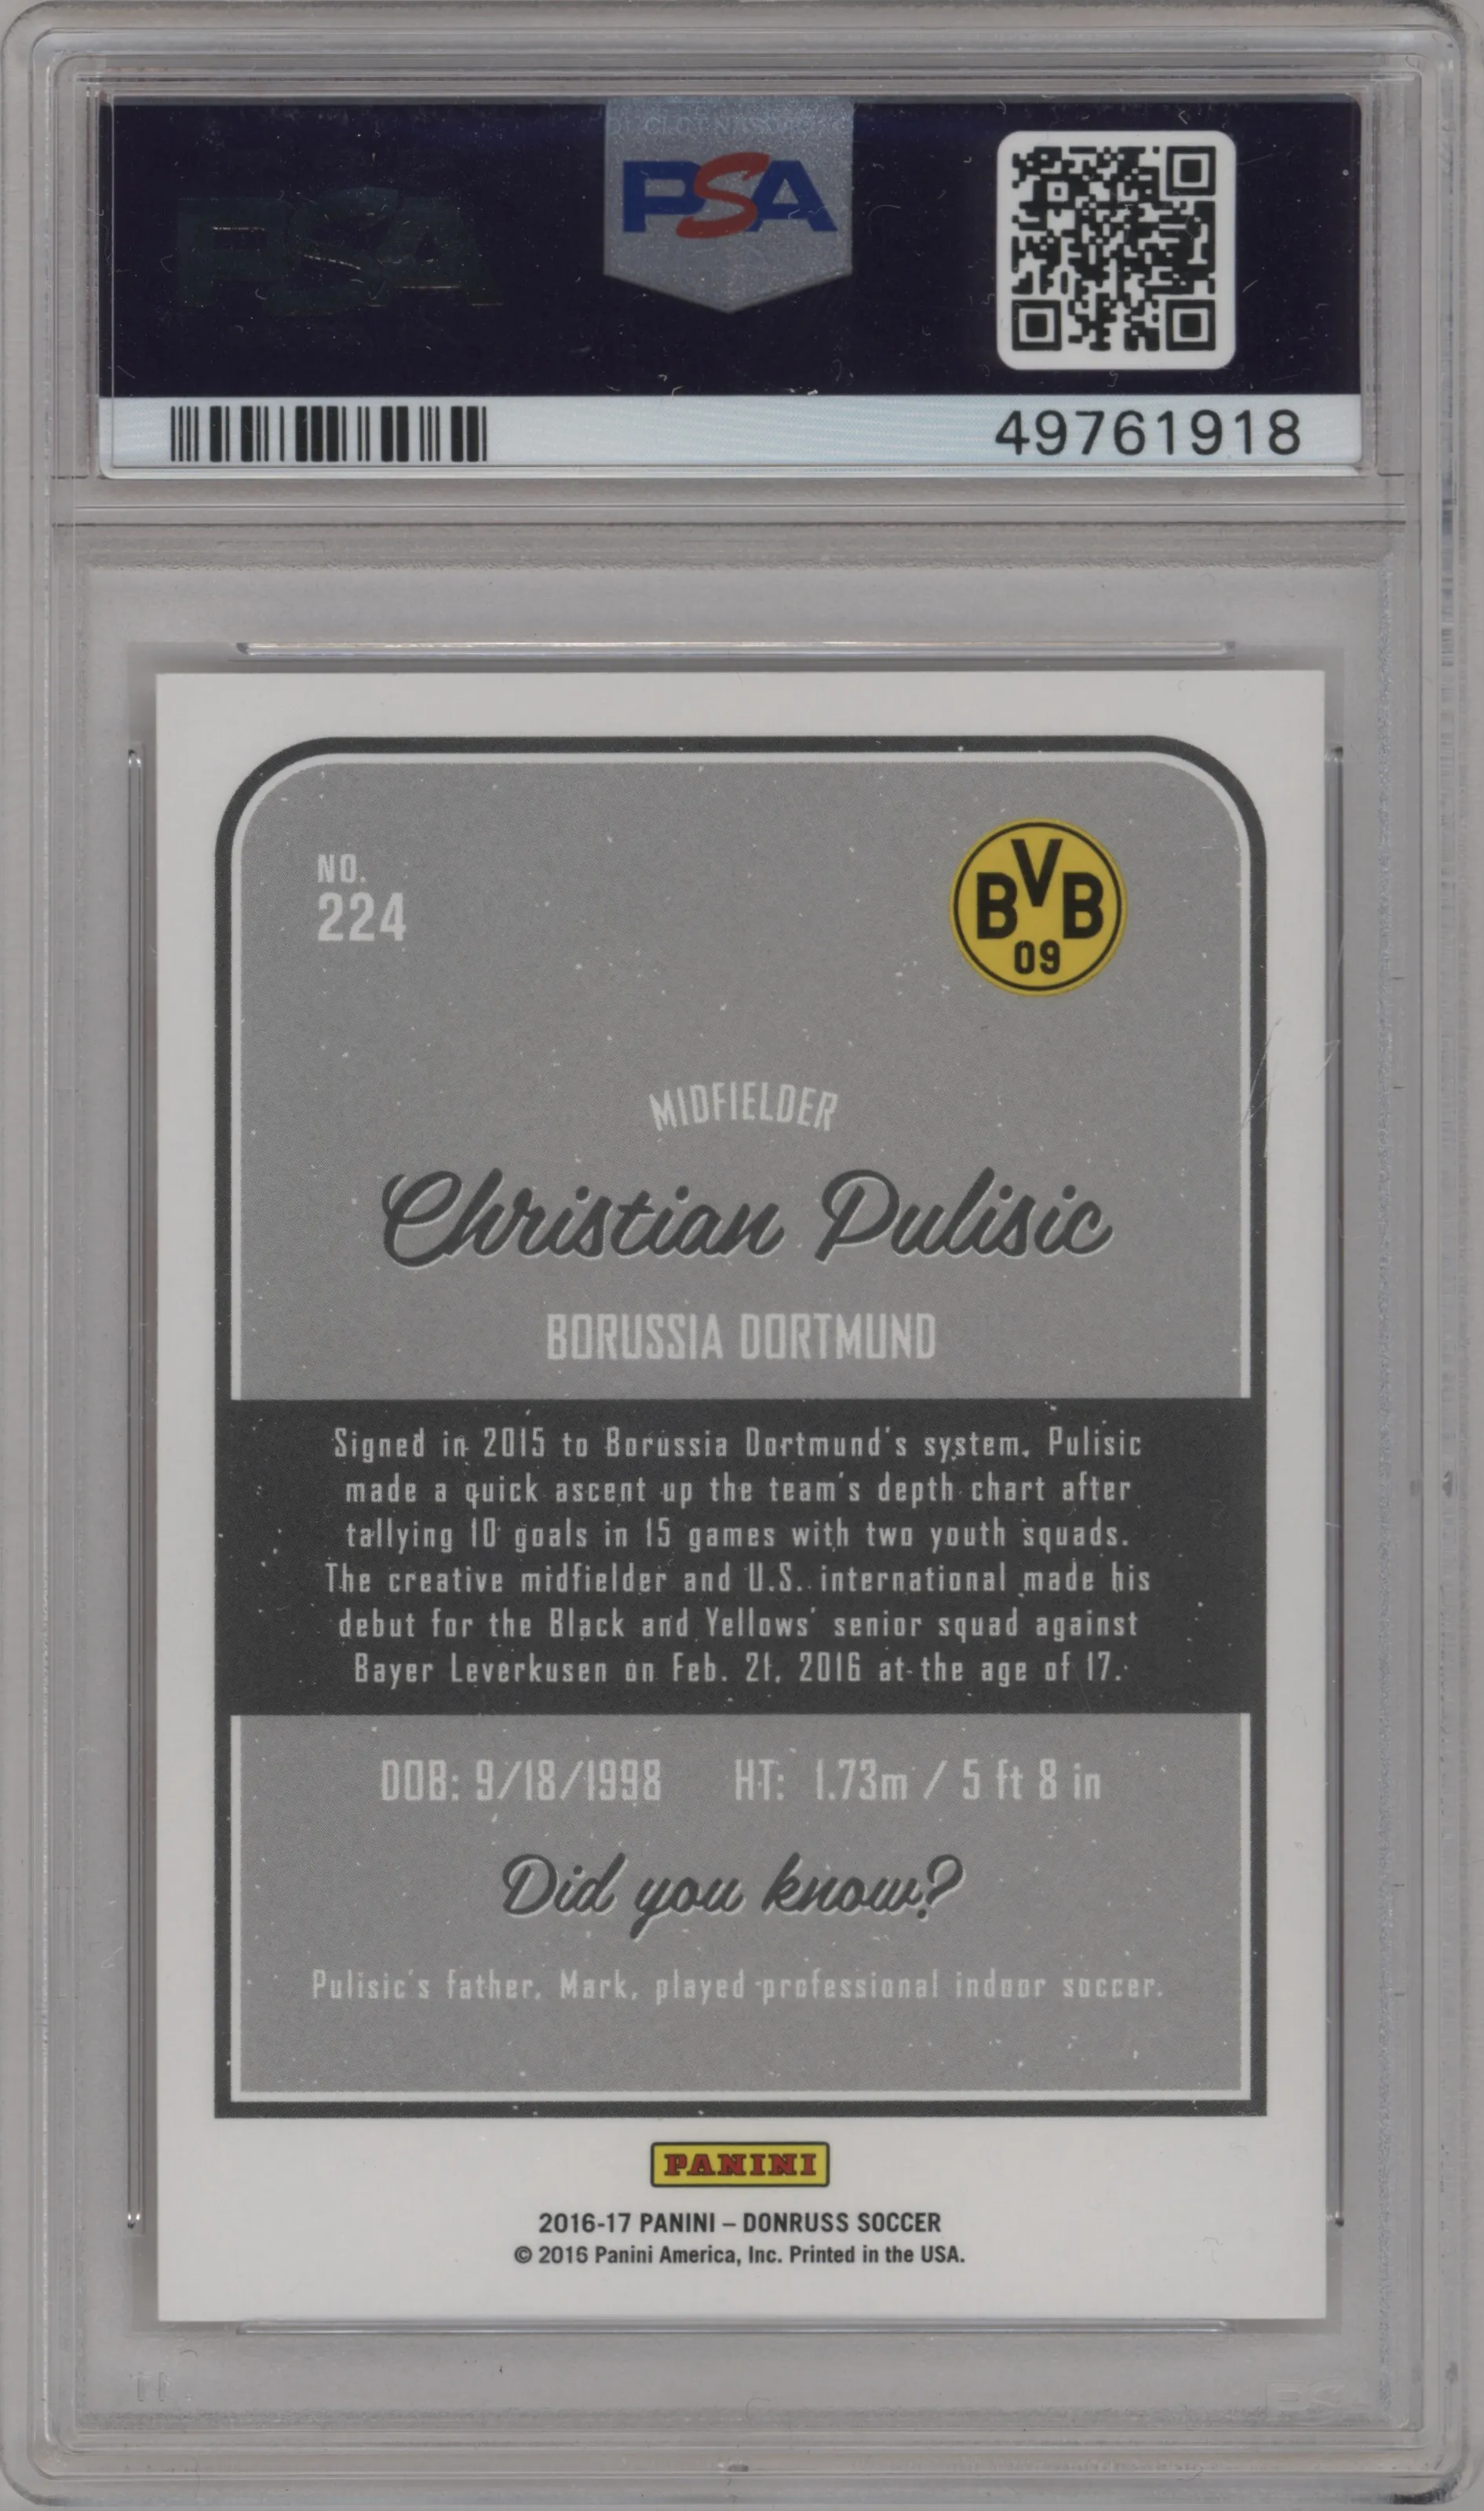 PSA
PSA
49761918
NO.
224
BVB
09
MIDFIELDER
Christian Pulisic
BORUSSIA DORTMUND
Signed in 2015 to Borussia Dortmund's system, Pulisic
made a quick ascent up the team's depth chart after
tallying 10 goals in 15 games with two youth squads.
The creative midfielder and U.S. international made his
debut for the Black and Yellows' senior squad against
Bayer Leverkusen on Feb. 21, 2016 at the age of 17.
DOB: 9/18/1998 HT: 1.73m / 5 ft 8 in
Did you know?
Pulisic's father, Mark, played professional indoor soccer.
PANINI
2016-17 PANINI – DONRUSS SOCCER
© 2016 Panini America, Inc. Printed in the USA.